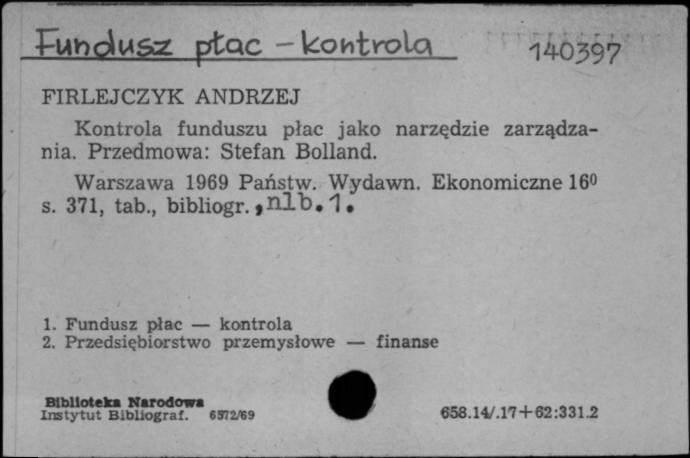 Fundusz płac – kontrola 140397
FIRLEJCZYK ANDRZEJ
Kontrola funduszu płac jako narzędzie zarządza-
nia. Przedmowa: Stefan Bolland.
Warszawa 1969 Państw. Wydawn. Ekonomiczne 16⁰
s. 371, tab., bibliogr., nlb. 1.
1. Fundusz płac — kontrola
2. Przedsiębiorstwo przemysłowe — finanse
Biblioteka Narodowa
Instytut Bibliograf. 6572/69 658.14/.17+62:331.2